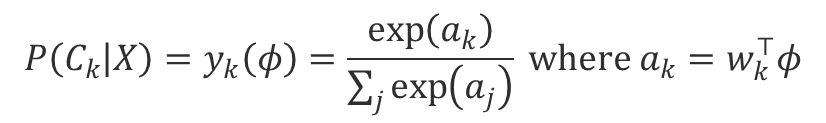 P(C_k|X) = y_k(ϕ) = exp(a_k) / ∑_j exp(a_j) where a_k = w_k^⊤ ϕ